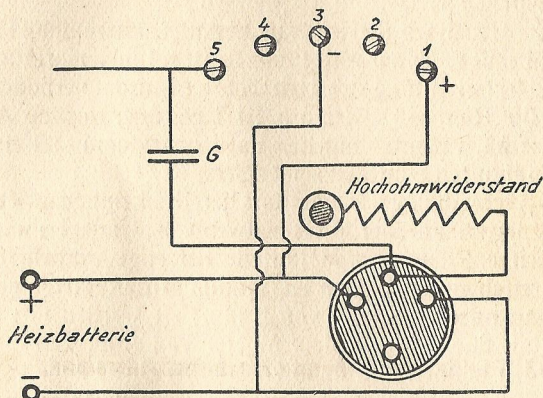 5 4 3 2 1
- +
G
Hochohmwiderstand
+
Heizbatterie
-